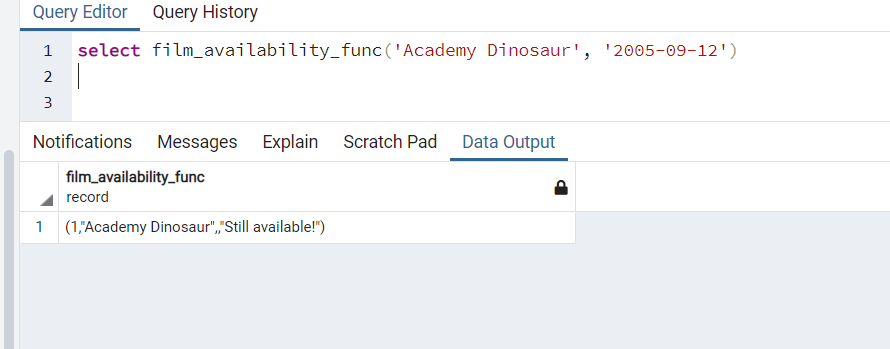 Query Editor Query History
1 select film_availability_func('Academy Dinosaur', '2005-09-12')
2
3
Notifications Messages Explain Scratch Pad Data Output
film_availability_func
record
1 (1,"Academy Dinosaur",,"Still available!")